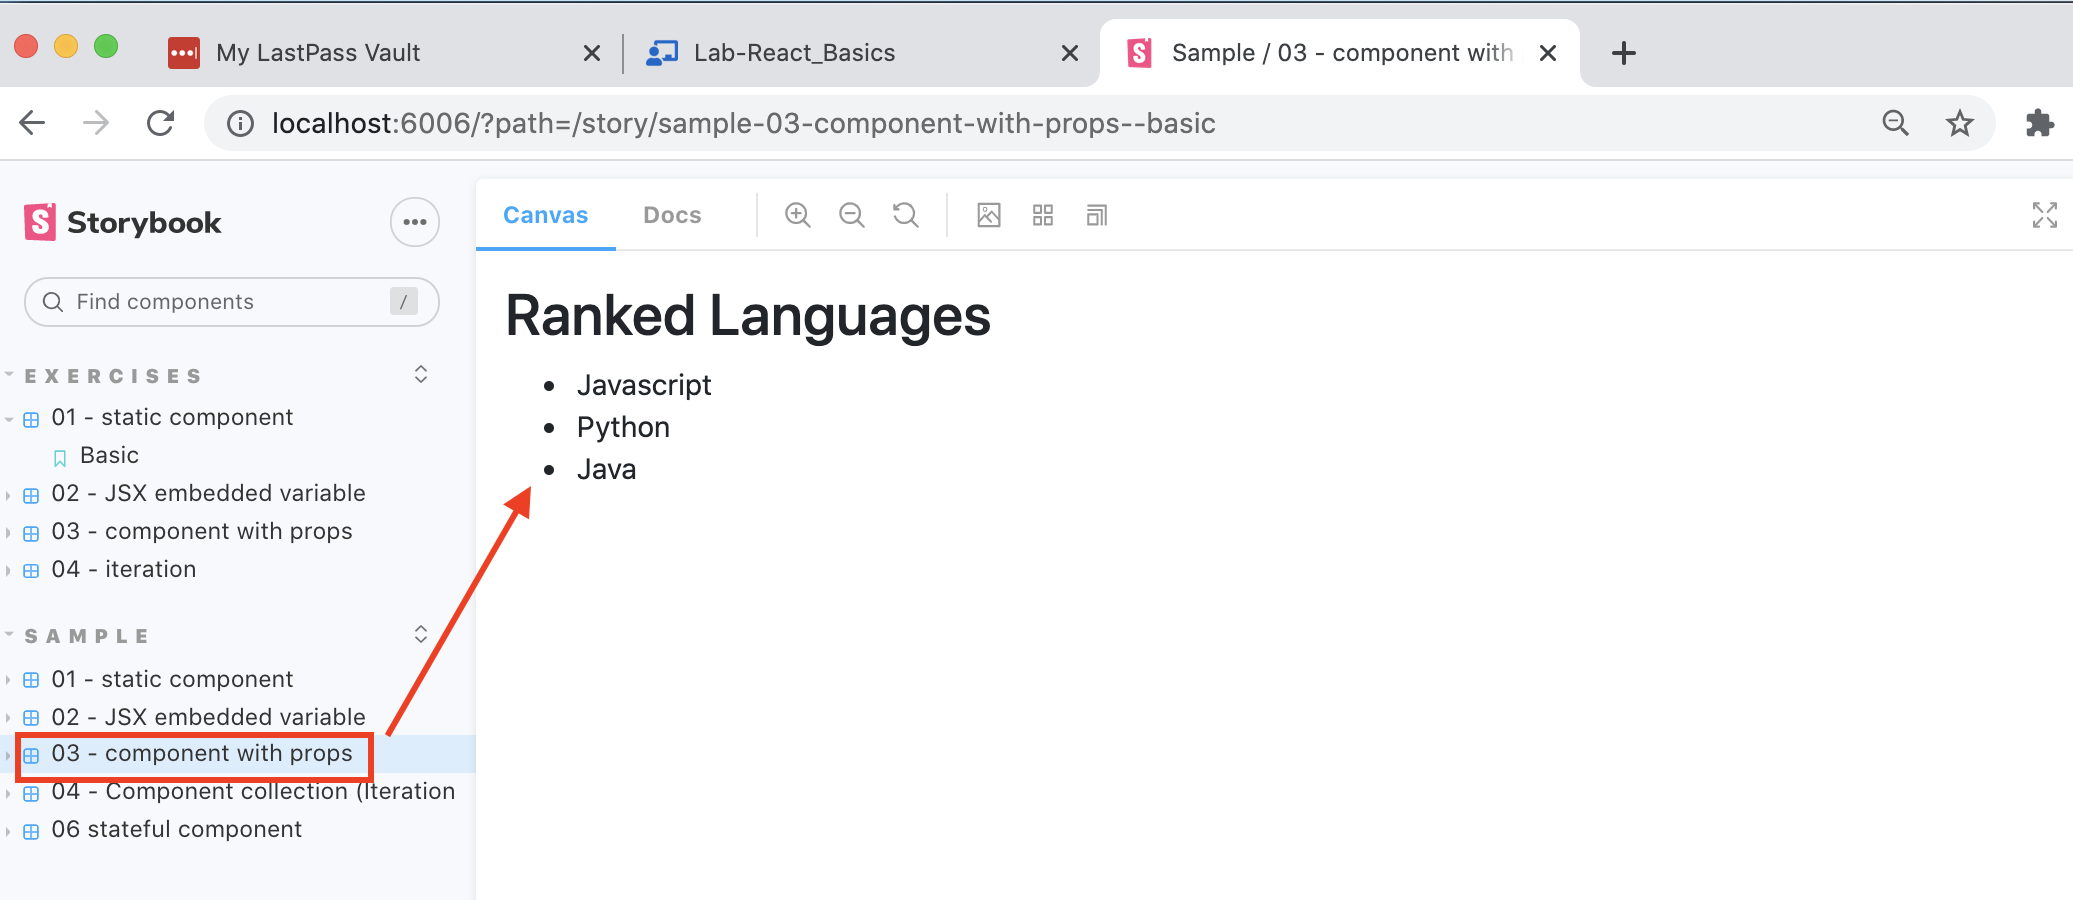 My LastPass Vault
Lab-React_Basics
Sample / 03 - component with
localhost:6006/?path=/story/sample-03-component-with-props--basic
Storybook
Canvas
Docs
Find components
/
Ranked Languages
Javascript
Python
Java
EXERCISES
01 - static component
Basic
02 - JSX embedded variable
03 - component with props
04 - iteration
SAMPLE
01 - static component
02 - JSX embedded variable
03 - component with props
04 - Component collection (Iteration
06 stateful component